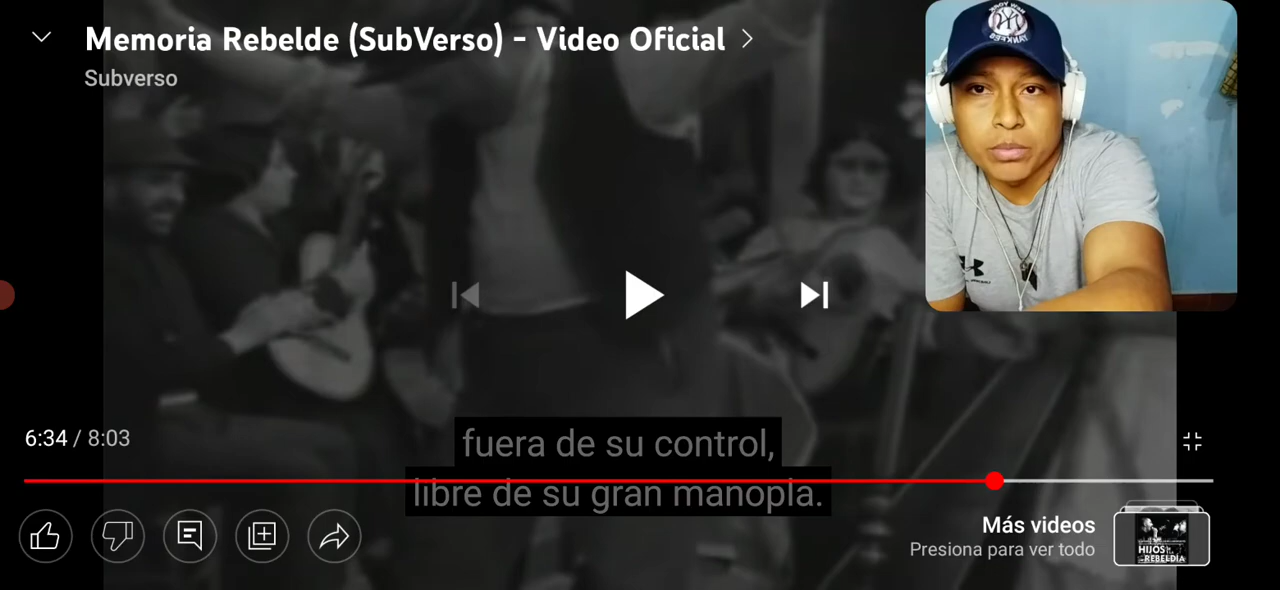 Memoria Rebelde (SubVerso) - Video Oficial
Subverso
6:34 / 8:03
fuera de su control,
libre de su gran manopla.
Más videos
Presiona para ver todo
HIJOS
REBELDÍA